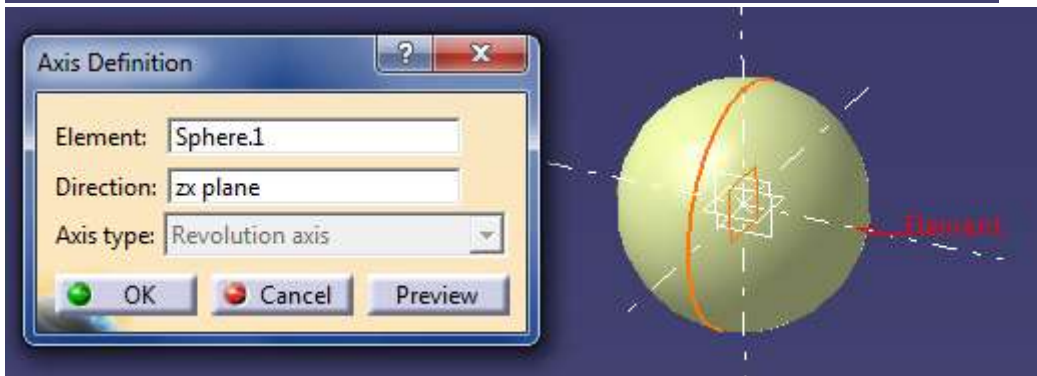 Axis Definition
?
X
Element: Sphere.1
Direction: zx plane
Axis type: Revolution axis
OK Cancel Preview
Element